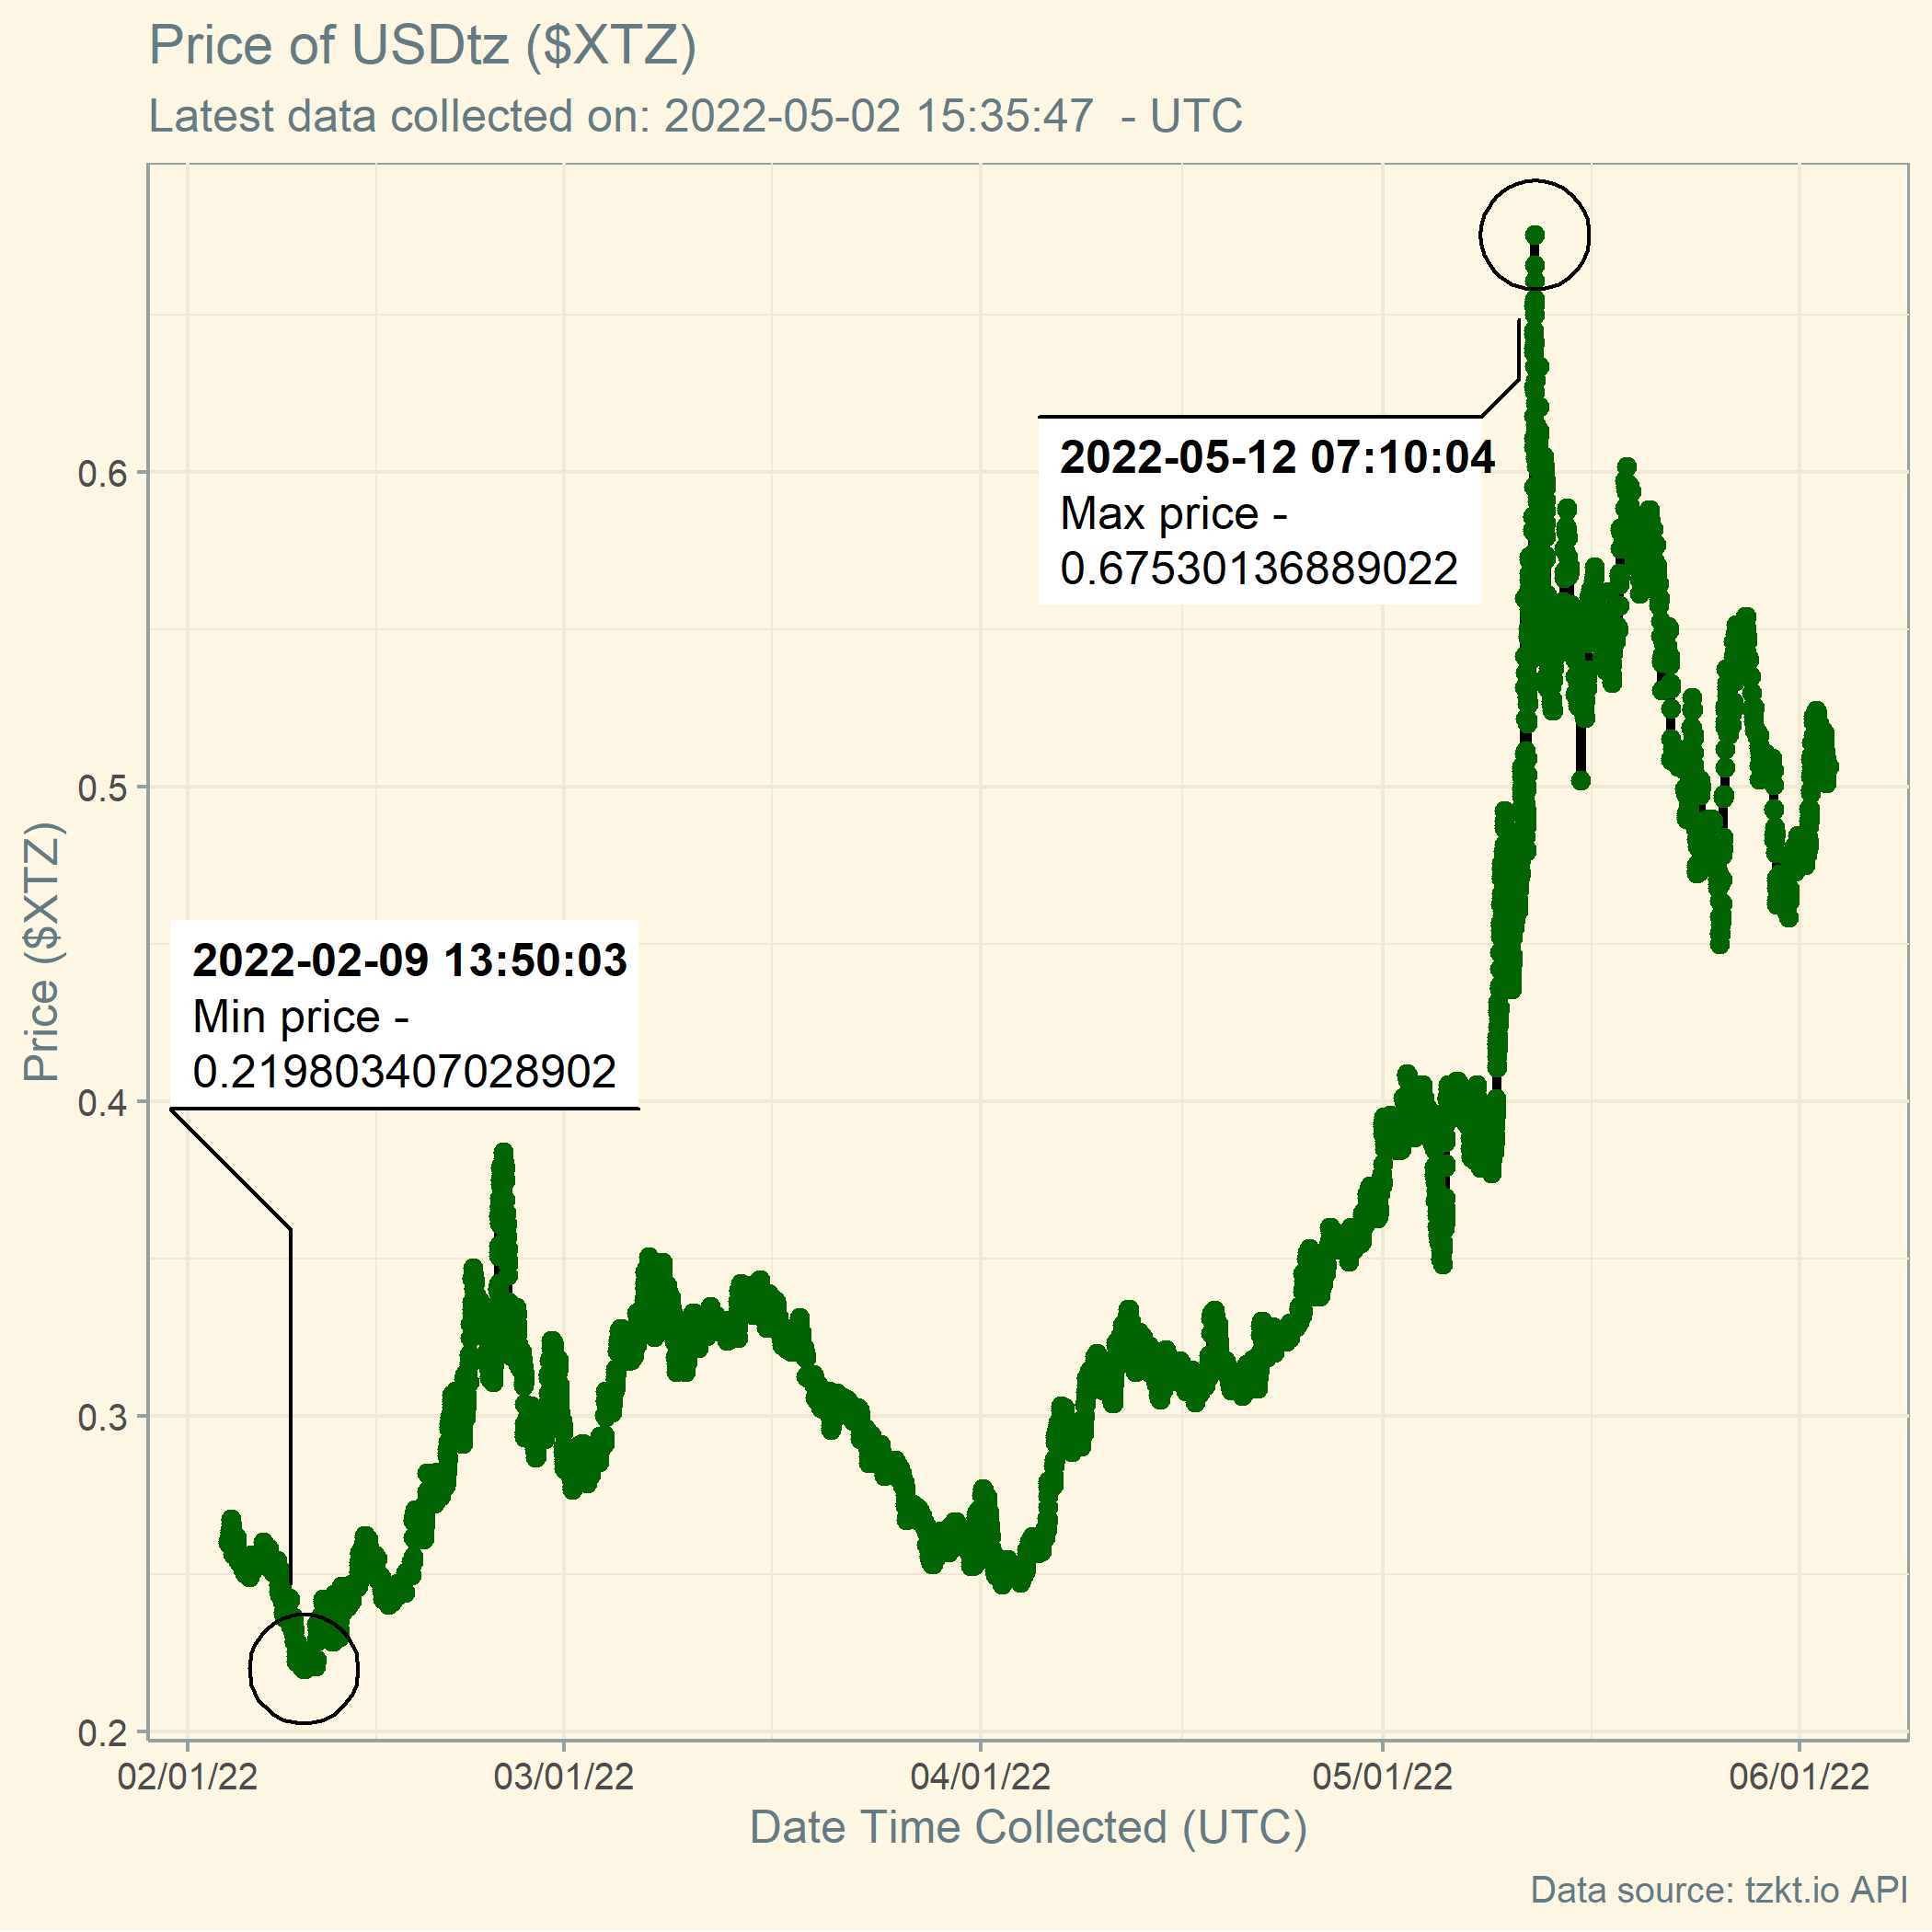 Price of USDtz ($XTZ)
Latest data collected on: 2022-05-02 15:35:47  - UTC
2022-05-12 07:10:04
Max price -
0.67530136889022
2022-02-09 13:50:03
Min price -
0.219803407028902
Price ($XTZ)
0.6
0.5
0.4
0.3
0.2
02/01/22 03/01/22 04/01/22 05/01/22 06/01/22
Date Time Collected (UTC)
Data source: tzkt.io API